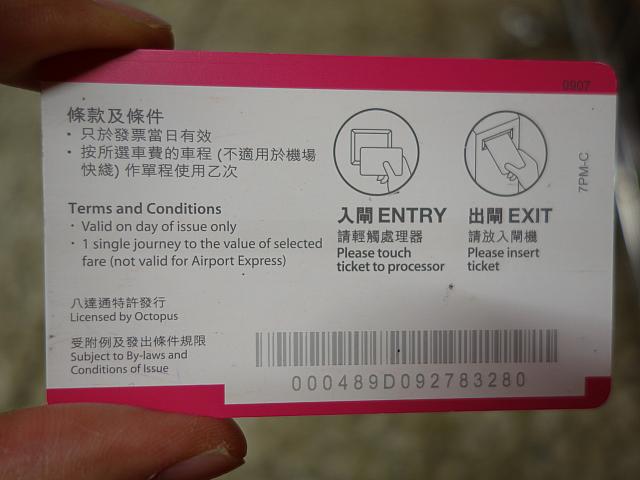 0907
條款及條件
· 只於發票當日有效
· 按所選車費的車程 (不適用於機場
快綫) 作單程使用乙次
Terms and Conditions
· Valid on day of issue only
· 1 single journey to the value of selected
fare (not valid for Airport Express)
八達通特許發行
Licensed by Octopus
受附例及發出條件規限
Subject to By-laws and
Conditions of Issue
入閘 ENTRY
請輕觸處理器
Please touch
ticket to processor
出閘 EXIT
請放入閘機
Please insert
ticket
7PM-C
000489D092783280